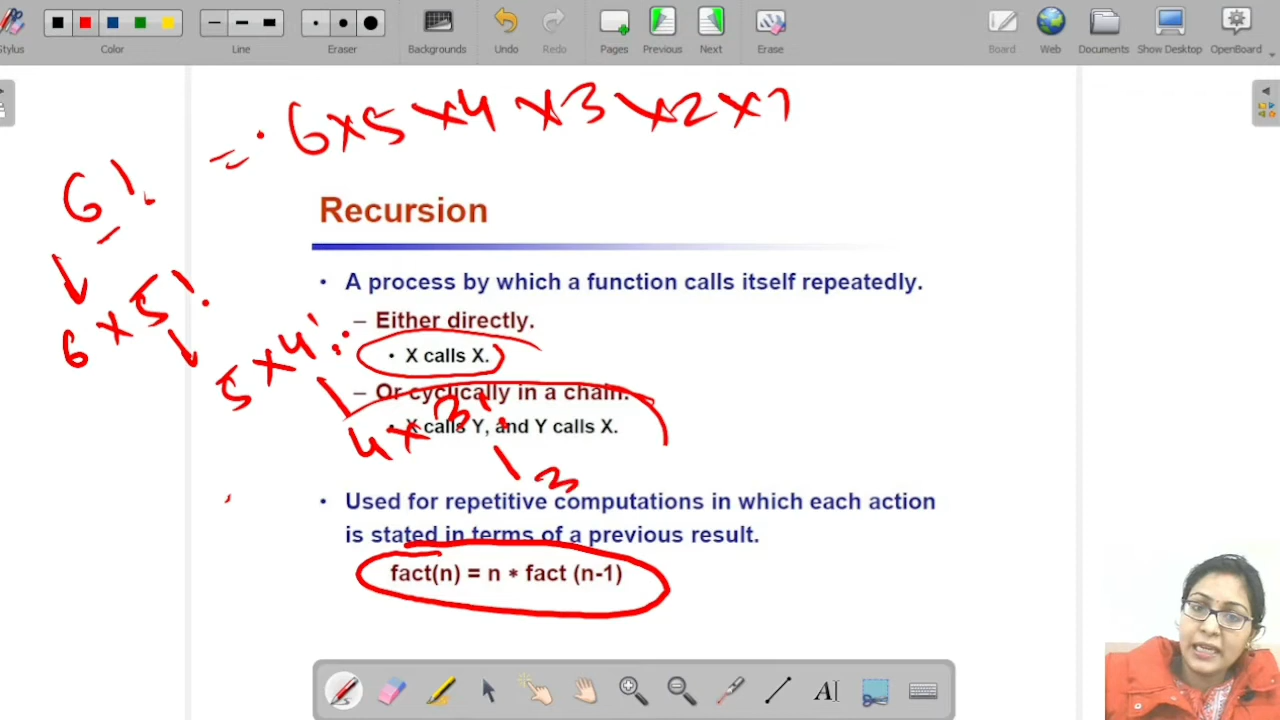 Stylus
Color
Line
Eraser
Backgrounds
Undo
Redo
Pages
Previous
Next
Erase
Board
Web
Documents
Show Desktop
OpenBoard
= 6×5×4×3×2×1
6!
Recursion
6×5!
• A process by which a function calls itself repeatedly.
– Either directly.
5×4!
• X calls X.
– Or cyclically in a chain.
4×3!
• X calls Y, and Y calls X.
3
• Used for repetitive computations in which each action
is stated in terms of a previous result.
fact(n) = n * fact (n-1)